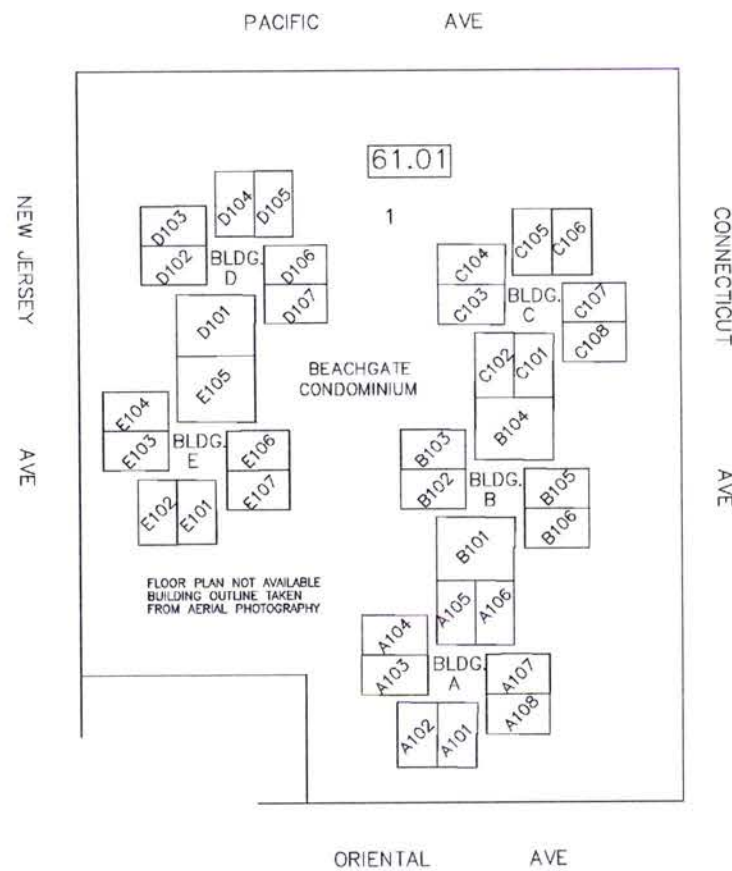 PACIFIC AVE
NEW JERSEY AVE
CONNECTICUT AVE
61.01
1
D104
D105
D103
D102
BLDG.
D
D106
D107
D101
E105
C105
C106
C104
C103
BLDG.
C
C107
C108
C102
C101
B104
BEACHGATE
CONDOMINIUM
E104
E103
BLDG.
E
E106
E107
E102
E101
B103
B102
BLDG.
B
B105
B106
B101
A105
A106
FLOOR PLAN NOT AVAILABLE
BUILDING OUTLINE TAKEN
FROM AERIAL PHOTOGRAPHY
A104
A103
BLDG.
A
A107
A108
A102
A101
ORIENTAL AVE